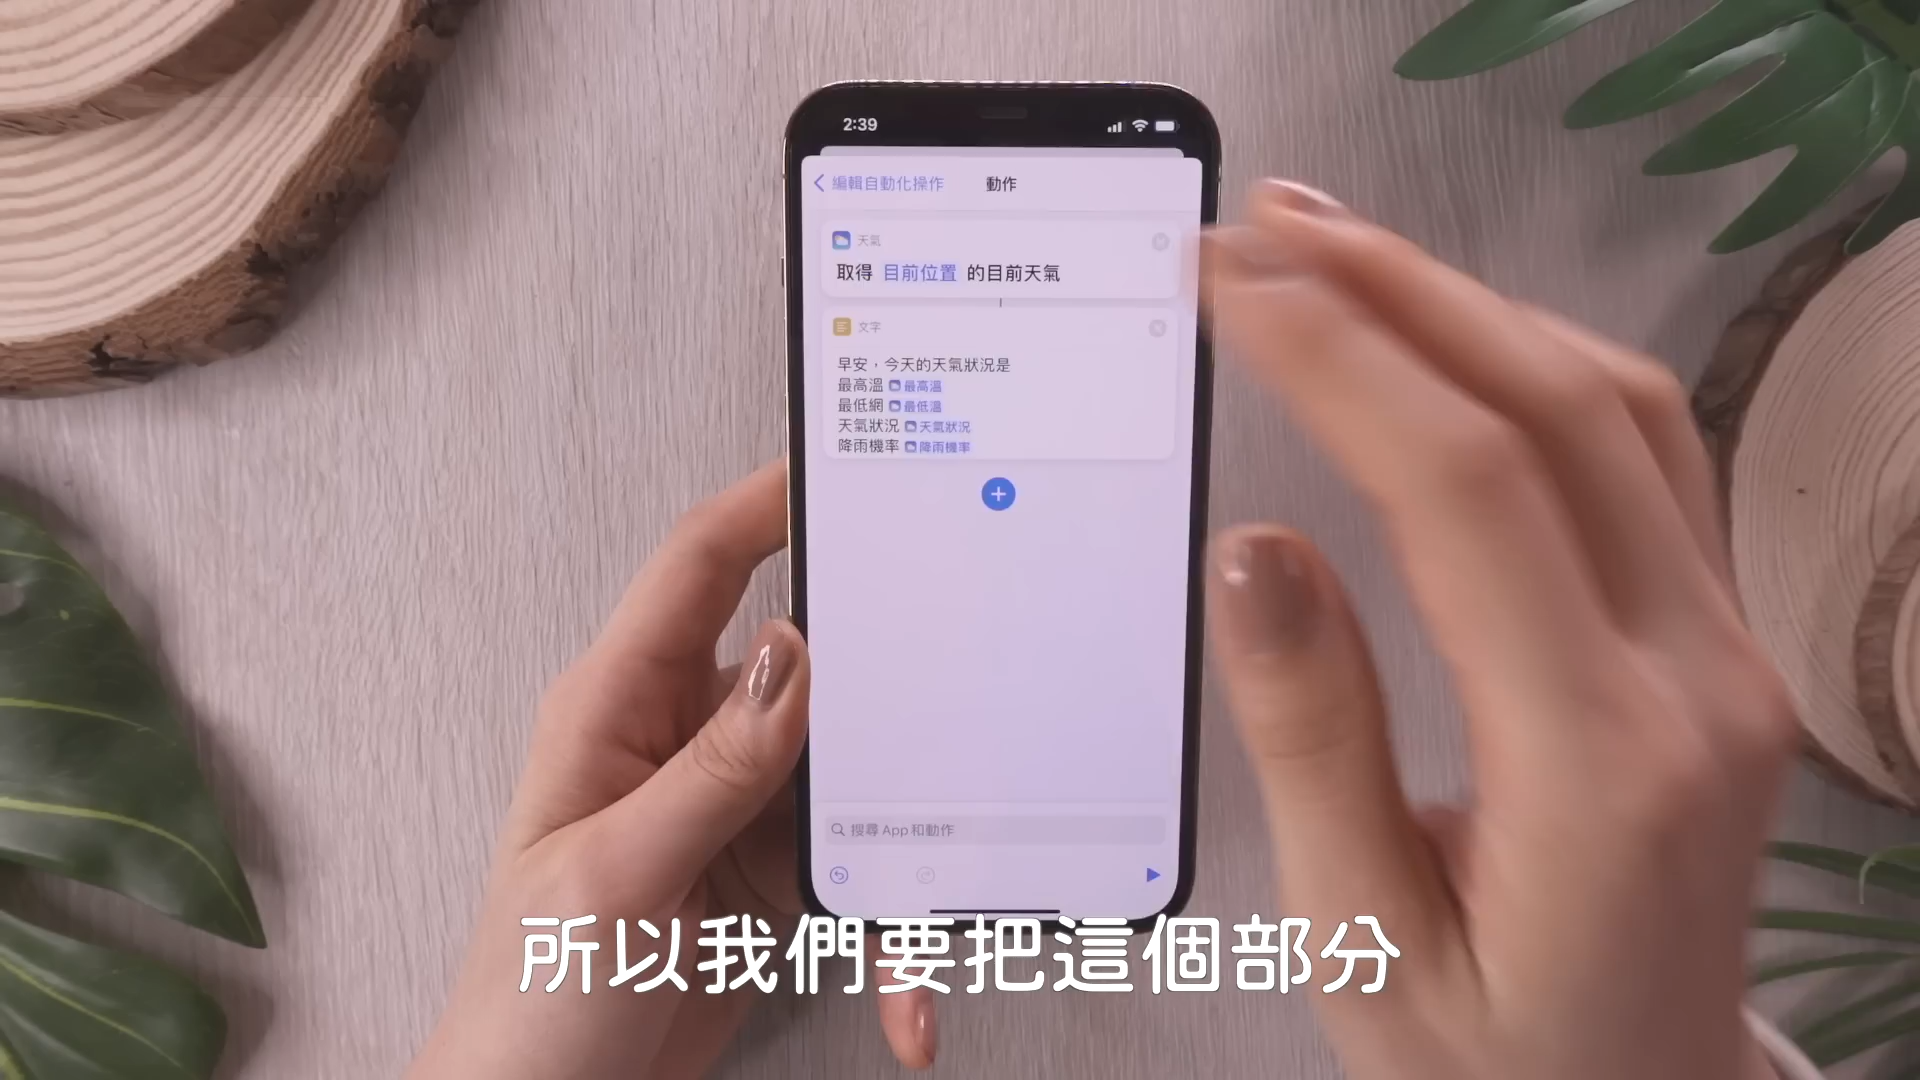 2:39
編輯自動化操作 動作
天氣
取得 目前位置 的目前天氣
文字
早安，今天的天氣狀況是
最高溫 最高溫
最低網 最低溫
天氣狀況 天氣狀況
降雨機率 降雨機率
搜尋 App 和動作
所以我們要把這個部分